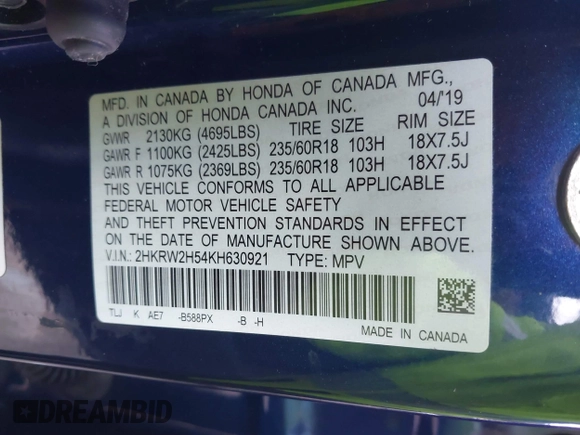 MFD. IN CANADA BY HONDA OF CANADA MFG.,
A DIVISION OF HONDA CANADA INC. 04/'19
GVWR 2130KG (4695LBS) TIRE SIZE RIM SIZE
GAWR F 1100KG (2425LBS) 235/60R18 103H 18X7.5J
GAWR R 1075KG (2369LBS) 235/60R18 103H 18X7.5J
THIS VEHICLE CONFORMS TO ALL APPLICABLE
FEDERAL MOTOR VEHICLE SAFETY
AND THEFT PREVENTION STANDARDS IN EFFECT
ON THE DATE OF MANUFACTURE SHOWN ABOVE.
V.I.N.: 2HKRW2H54KH630921 TYPE: MPV
TLJ K AE7 -B588PX -B -H
MADE IN CANADA
DREAMBID